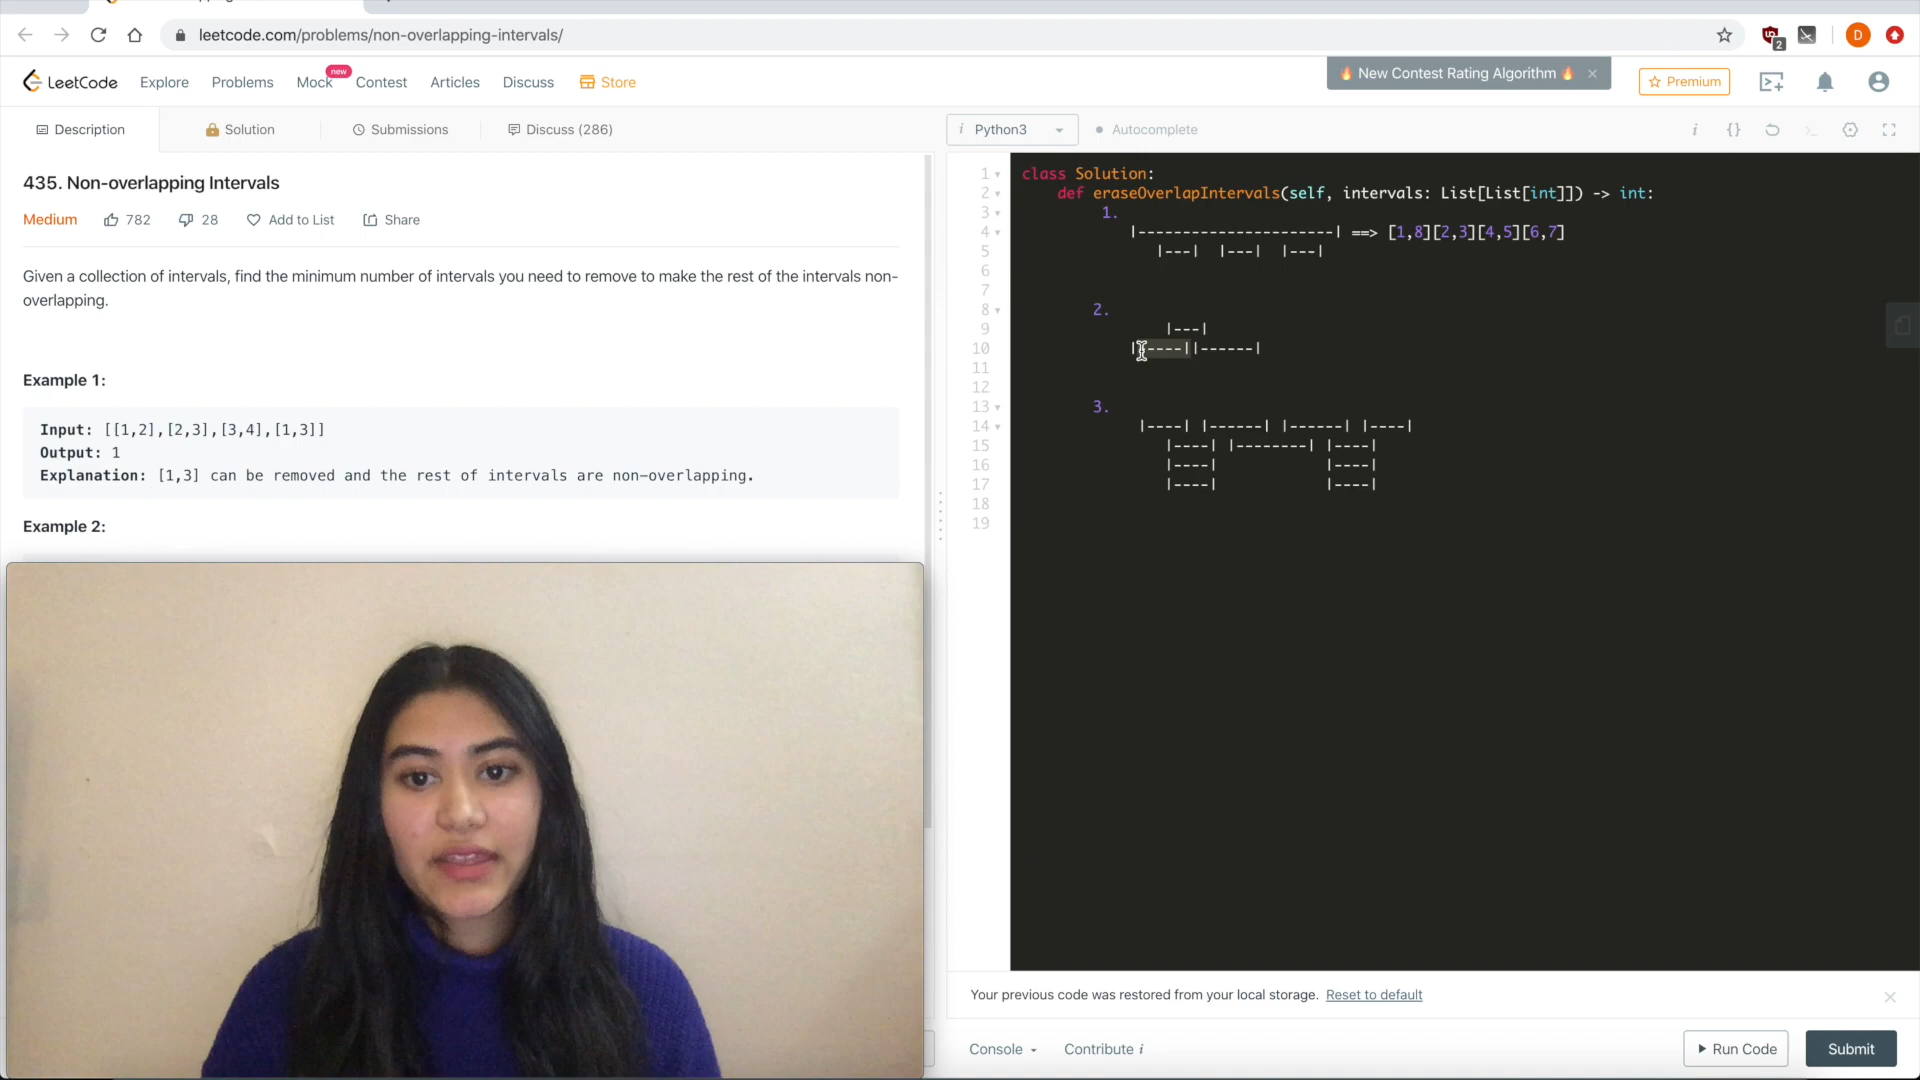 leetcode.com/problems/non-overlapping-intervals/
2
D
LeetCode
Explore
Problems
Mock
new
Contest
Articles
Discuss
Store
🔥 New Contest Rating Algorithm 🔥
Premium
Description
Solution
Submissions
Discuss (286)
i Python3
Autocomplete
i
{}
435. Non-overlapping Intervals
Medium
782
28
Add to List
Share
Given a collection of intervals, find the minimum number of intervals you need to remove to make the rest of the intervals non-
overlapping.
Example 1:
Input: [[1,2],[2,3],[3,4],[1,3]]
Output: 1
Explanation: [1,3] can be removed and the rest of intervals are non-overlapping.
Example 2:
1 class Solution:
2 def eraseOverlapIntervals(self, intervals: List[List[int]]) -> int:
3 1.
4 |----------------------| ==> [1,8][2,3][4,5][6,7]
5 |---| |---| |---|
6
7
8 2.
9 |---|
10 |-----||------|
11
12
13 3.
14 |----| |------| |------| |----|
15 |----| |--------| |----|
16 |----| |----|
17 |----| |----|
18
19
Your previous code was restored from your local storage. Reset to default
Console
Contribute i
Run Code
Submit